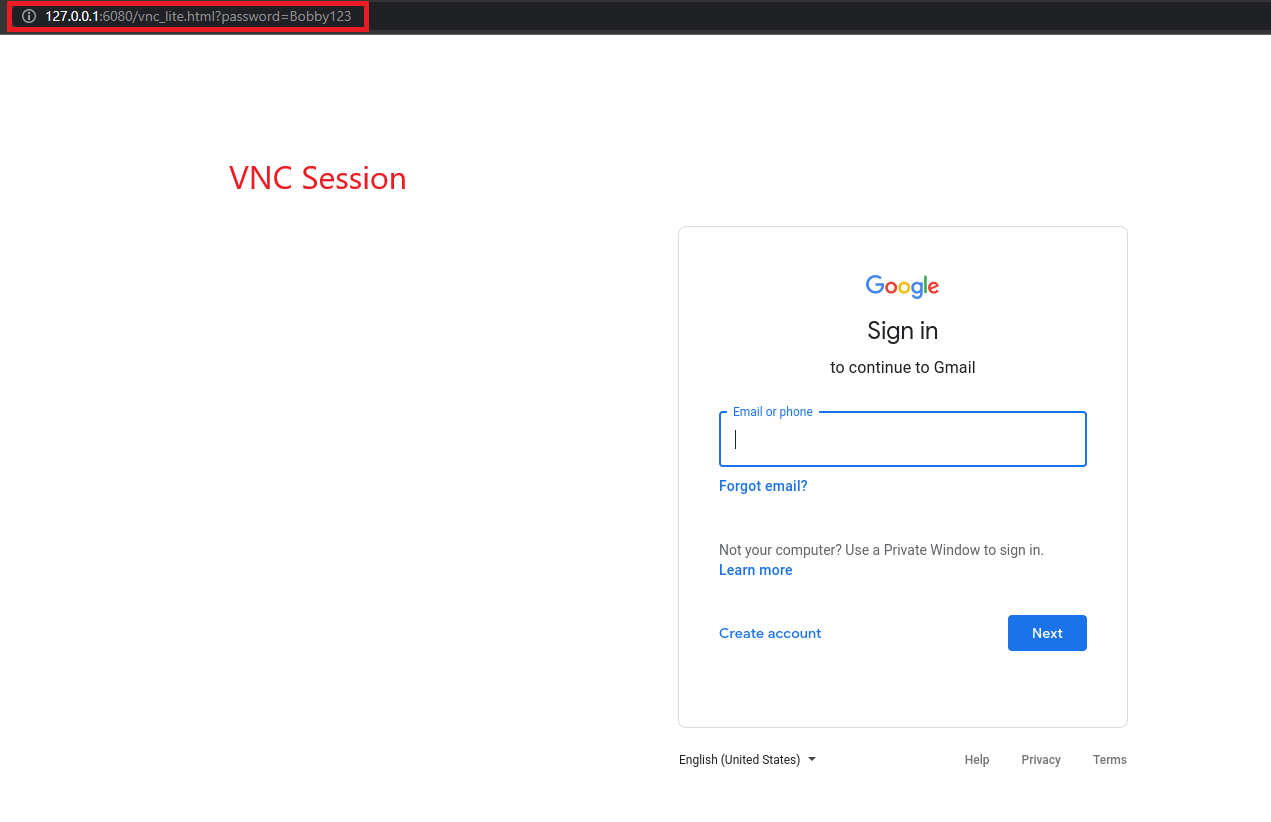 127.0.0.1:6080/vnc_lite.html?password=Bobby123
VNC Session
Google
Sign in
to continue to Gmail
Email or phone
Forgot email?
Not your computer? Use a Private Window to sign in.
Learn more
Create account
Next
English (United States)
Help
Privacy
Terms